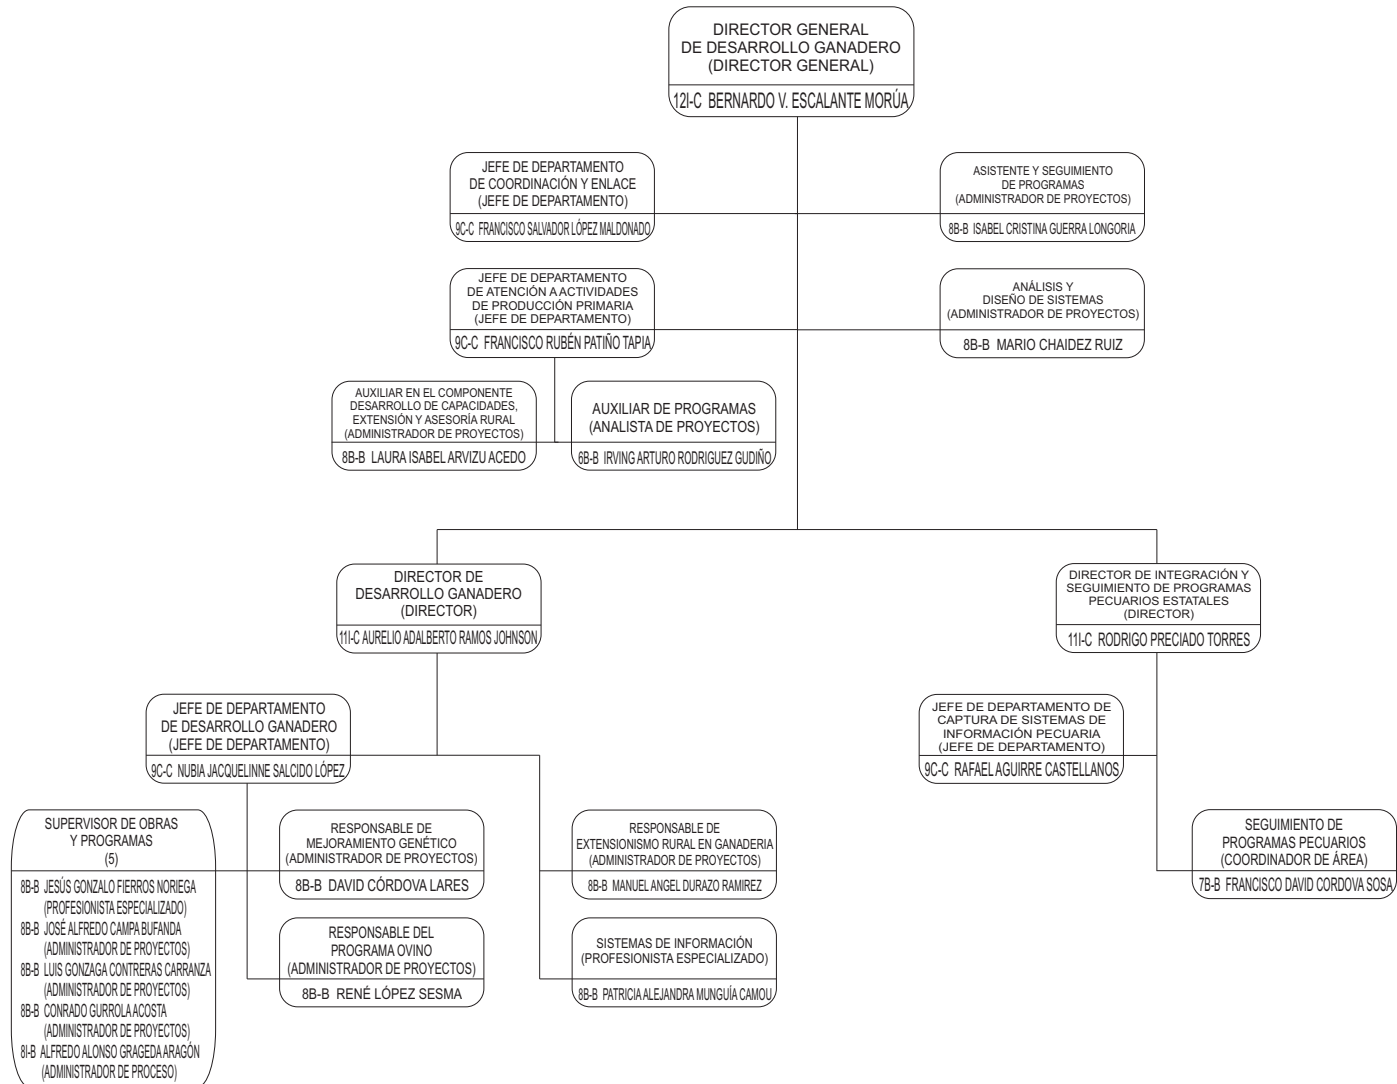 DIRECTOR GENERAL
DE DESARROLLO GANADERO
(DIRECTOR GENERAL)
12I-C BERNARDO V. ESCALANTE MORÚA
JEFE DE DEPARTAMENTO
DE COORDINACIÓN Y ENLACE
(JEFE DE DEPARTAMENTO)
9C-C FRANCISCO SALVADOR LÓPEZ MALDONADO
ASISTENTE Y SEGUIMIENTO
DE PROGRAMAS
(ADMINISTRADOR DE PROYECTOS)
8B-B ISABEL CRISTINA GUERRA LONGORIA
JEFE DE DEPARTAMENTO
DE ATENCIÓN A ACTIVIDADES
DE PRODUCCIÓN PRIMARIA
(JEFE DE DEPARTAMENTO)
9C-C FRANCISCO RUBÉN PATIÑO TAPIA
ANÁLISIS Y
DISEÑO DE SISTEMAS
(ADMINISTRADOR DE PROYECTOS)
8B-B MARIO CHAIDEZ RUIZ
AUXILIAR EN EL COMPONENTE
DESARROLLO DE CAPACIDADES,
EXTENSIÓN Y ASESORÍA RURAL
(ADMINISTRADOR DE PROYECTOS)
8B-B LAURA ISABEL ARVIZU ACEDO
AUXILIAR DE PROGRAMAS
(ANALISTA DE PROYECTOS)
6B-B IRVING ARTURO RODRIGUEZ GUDIÑO
DIRECTOR DE
DESARROLLO GANADERO
(DIRECTOR)
11I-C AURELIO ADALBERTO RAMOS JOHNSON
DIRECTOR DE INTEGRACIÓN Y
SEGUIMIENTO DE PROGRAMAS
PECUARIOS ESTATALES
(DIRECTOR)
11I-C RODRIGO PRECIADO TORRES
JEFE DE DEPARTAMENTO
DE DESARROLLO GANADERO
(JEFE DE DEPARTAMENTO)
9C-C NUBIA JACQUELINNE SALCIDO LÓPEZ
JEFE DE DEPARTAMENTO DE
CAPTURA DE SISTEMAS DE
INFORMACIÓN PECUARIA
(JEFE DE DEPARTAMENTO)
9C-C RAFAEL AGUIRRE CASTELLANOS
SUPERVISOR DE OBRAS
Y PROGRAMAS
(5)
8B-B JESÚS GONZALO FIERROS NORIEGA
(PROFESIONISTA ESPECIALIZADO)
8B-B JOSÉ ALFREDO CAMPA BUFANDA
(ADMINISTRADOR DE PROYECTOS)
8B-B LUIS GONZAGA CONTRERAS CARRANZA
(ADMINISTRADOR DE PROYECTOS)
8B-B CONRADO GURROLA ACOSTA
(ADMINISTRADOR DE PROYECTOS)
8I-B ALFREDO ALONSO GRAGEDA ARAGÓN
(ADMINISTRADOR DE PROCESO)
RESPONSABLE DE
MEJORAMIENTO GENÉTICO
(ADMINISTRADOR DE PROYECTOS)
8B-B DAVID CÓRDOVA LARES
RESPONSABLE DE
EXTENSIONISMO RURAL EN GANADERIA
(ADMINISTRADOR DE PROYECTOS)
8B-B MANUEL ANGEL DURAZO RAMIREZ
SEGUIMIENTO DE
PROGRAMAS PECUARIOS
(COORDINADOR DE ÁREA)
7B-B FRANCISCO DAVID CORDOVA SOSA
RESPONSABLE DEL
PROGRAMA OVINO
(ADMINISTRADOR DE PROYECTOS)
8B-B RENÉ LÓPEZ SESMA
SISTEMAS DE INFORMACIÓN
(PROFESIONISTA ESPECIALIZADO)
8B-B PATRICIA ALEJANDRA MUNGUÍA CAMOU